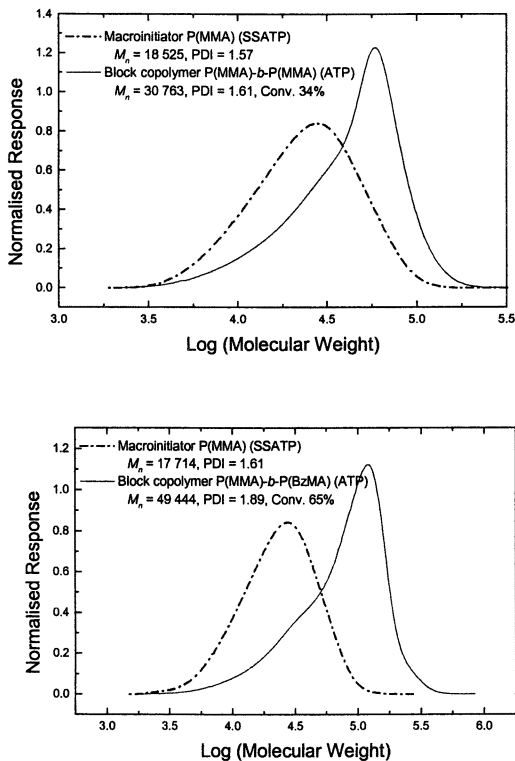 1.4
1.2
1.0
0.8
0.6
0.4
0.2
0.0
Normalised Response
Macroinitiator P(MMA) (SSATP)
Mn = 18 525, PDI = 1.57
Block copolymer P(MMA)-b-P(MMA) (ATP)
Mn = 30 763, PDI = 1.61, Conv. 34%
3.0 3.5 4.0 4.5 5.0 5.5
Log (Molecular Weight)
1.2
1.0
0.8
0.6
0.4
0.2
0.0
Normalised Response
Macroinitiator P(MMA) (SSATP)
Mn = 17 714, PDI = 1.61
Block copolymer P(MMA)-b-P(BzMA) (ATP)
Mn = 49 444, PDI = 1.89, Conv. 65%
3.0 3.5 4.0 4.5 5.0 5.5 6.0
Log (Molecular Weight)